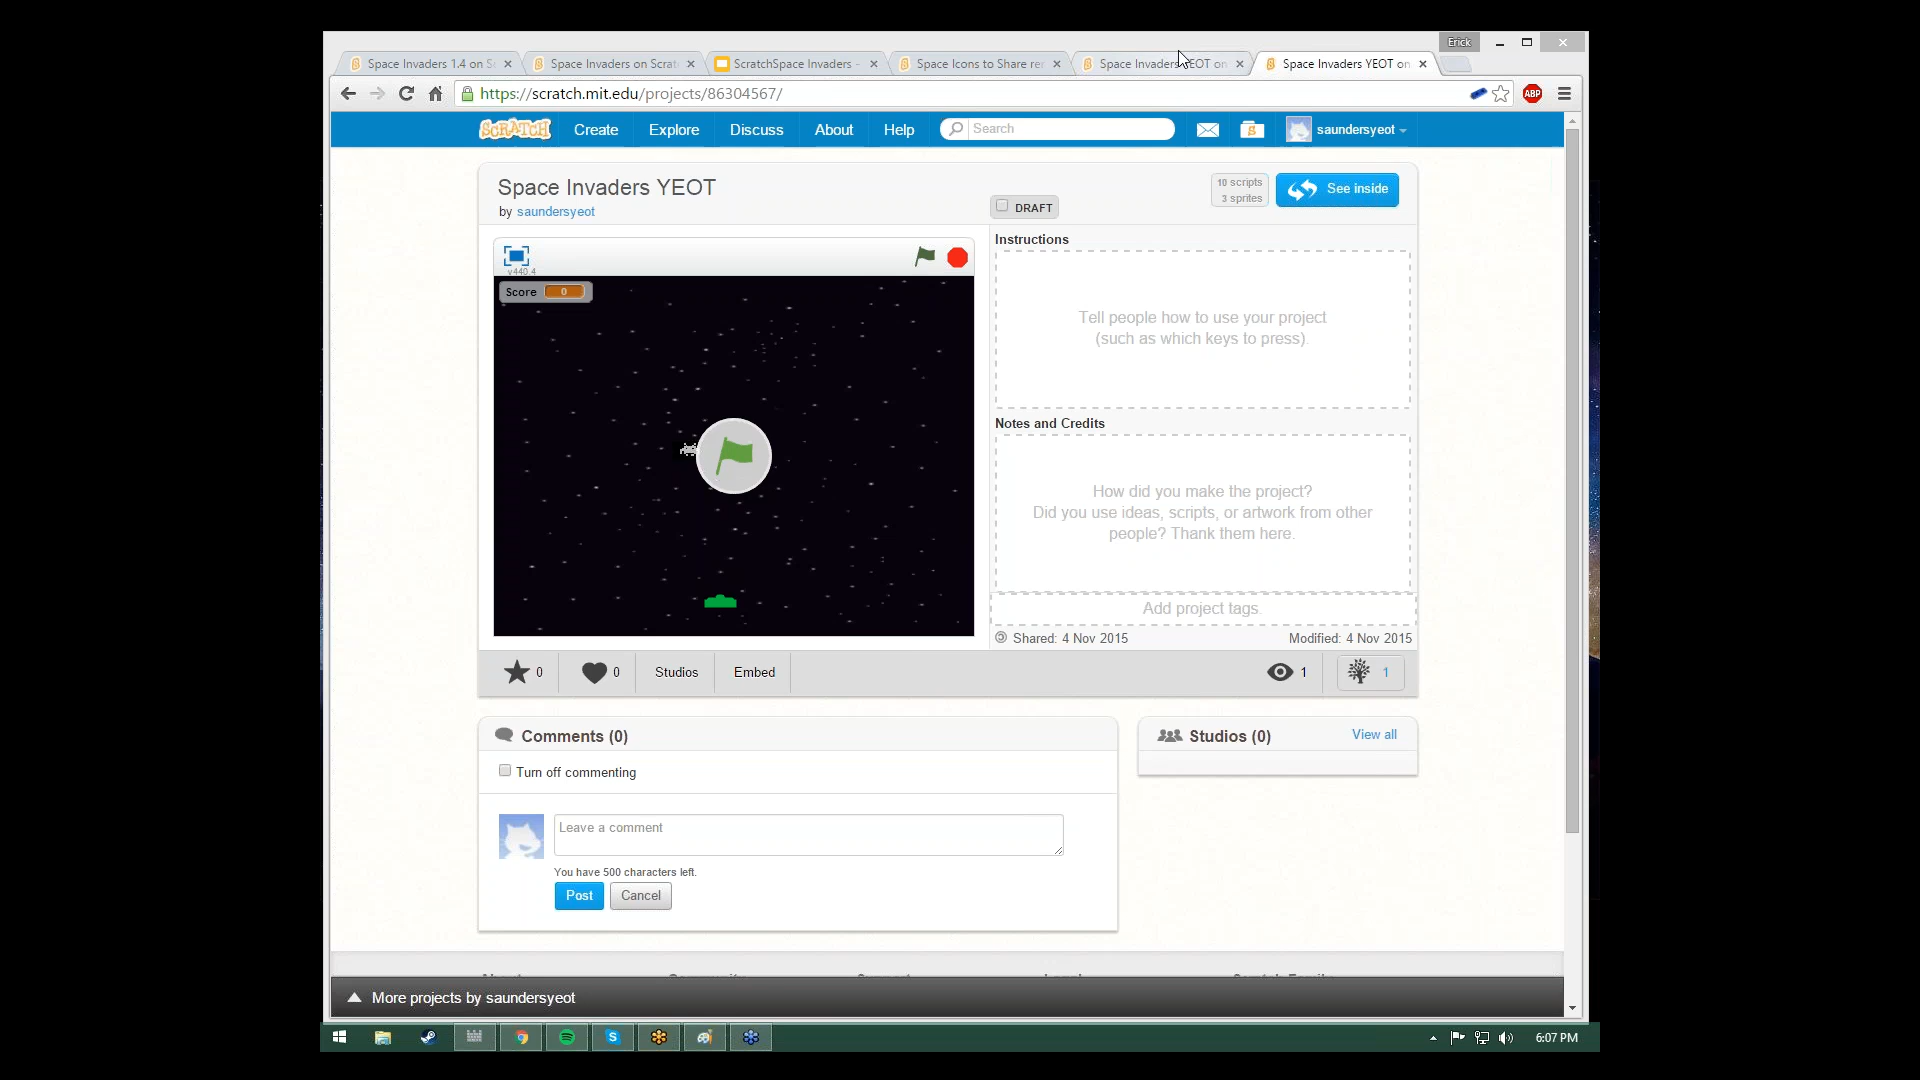 Erick
Space Invaders 1.4 on S
Space Invaders on Scrat
ScratchSpace Invaders -
Space Icons to Share re
Space Invaders YEOT on
Space Invaders YEOT on
https://scratch.mit.edu/projects/86304567/
ABP
SCRATCH
Create
Explore
Discuss
About
Help
Search
saundersyeot
Space Invaders YEOT
by saundersyeot
DRAFT
10 scripts
3 sprites
See inside
v440.4
Score 0
Instructions
Tell people how to use your project
(such as which keys to press).
Notes and Credits
How did you make the project?
Did you use ideas, scripts, or artwork from other
people? Thank them here.
Add project tags.
Shared: 4 Nov 2015
Modified: 4 Nov 2015
0
0
Studios
Embed
1
1
Comments (0)
Turn off commenting
Leave a comment
You have 500 characters left.
Post
Cancel
Studios (0)
View all
More projects by saundersyeot
6:07 PM